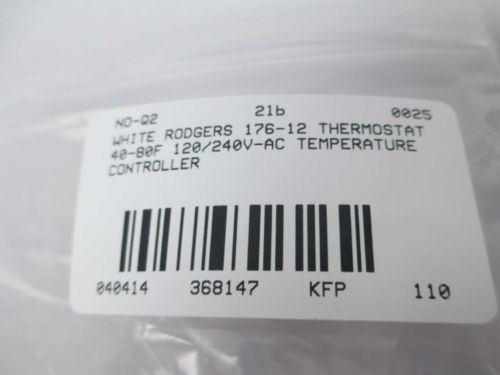 NO-Q2 2lb 0025
WHITE RODGERS 176-12 THERMOSTAT
40-80F 120/240V-AC TEMPERATURE
CONTROLLER
040414 368147 KFP 110